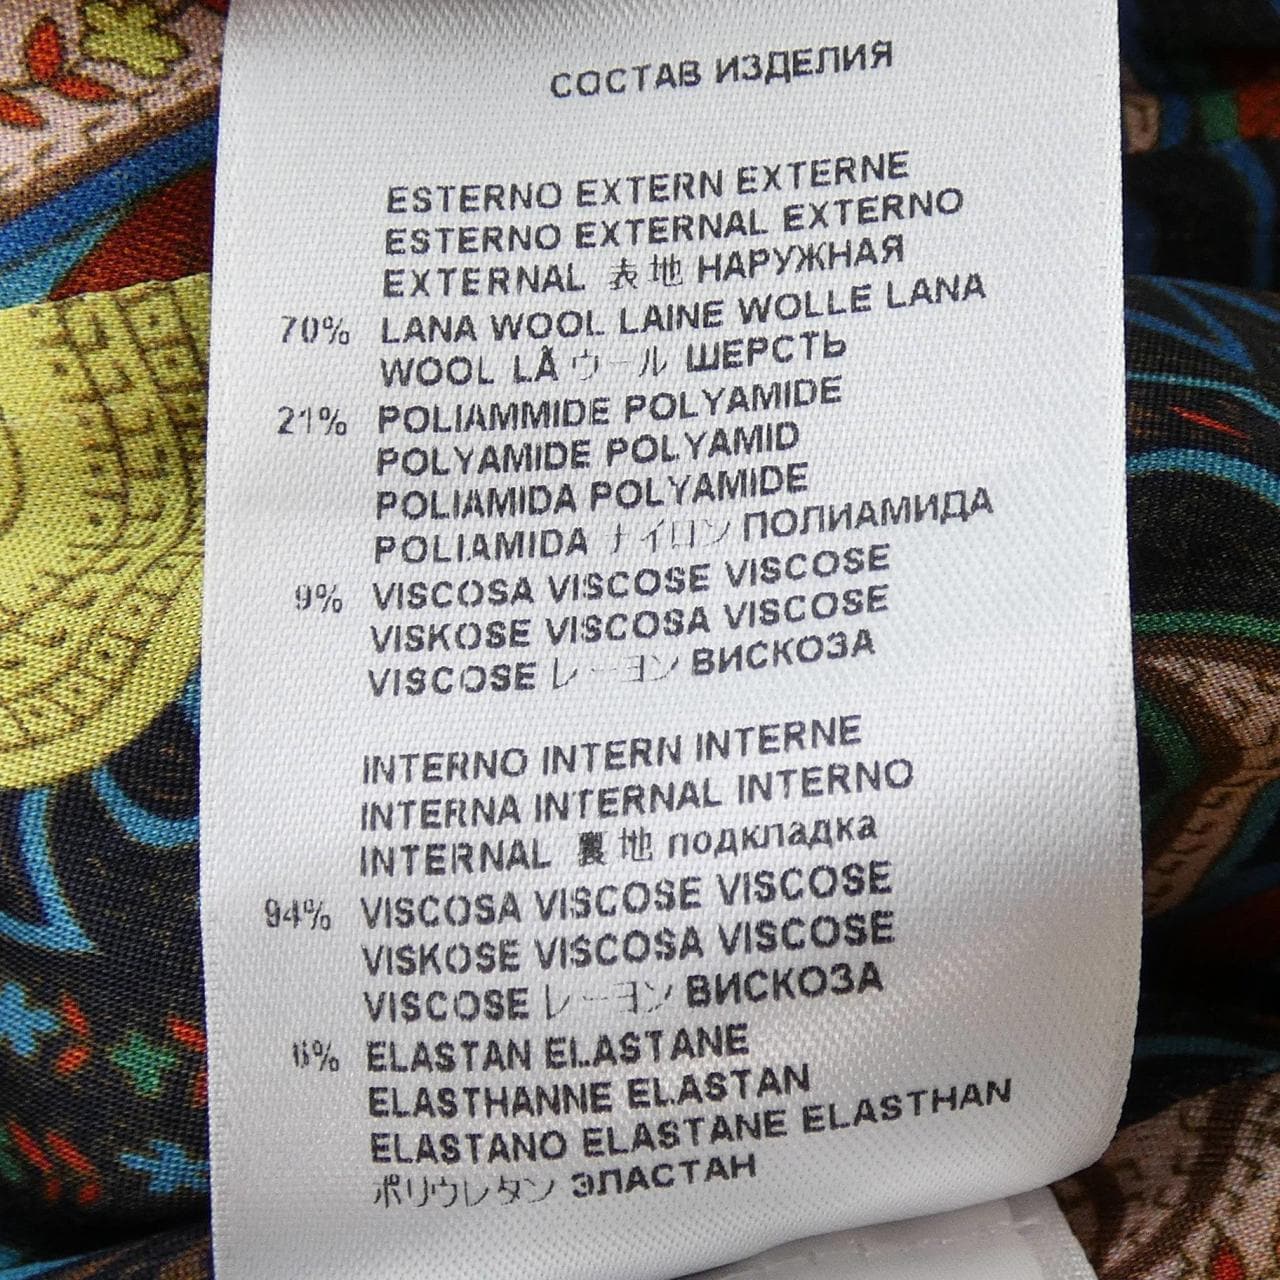 СОСТАВ ИЗДЕЛИЯ
ESTERNO EXTERN EXTERNE
ESTERNO EXTERNAL EXTERNO
EXTERNAL 表地 НАРУЖНАЯ
70% LANA WOOL LAINE WOLLE LANA
WOOL LÃ ウール ШЕРСТЬ
21% POLIAMMIDE POLYAMIDE
POLYAMIDE POLYAMID
POLIAMIDA POLYAMIDE
POLIAMIDA ナイロン ПОЛИАМИДА
9% VISCOSA VISCOSE VISCOSE
VISKOSE VISCOSA VISCOSE
VISCOSE レーヨン ВИСКОЗА
INTERNO INTERN INTERNE
INTERNA INTERNAL INTERNO
INTERNAL 裏地 подкладка
94% VISCOSA VISCOSE VISCOSE
VISKOSE VISCOSA VISCOSE
VISCOSE レーヨン ВИСКОЗА
6% ELASTAN ELASTANE
ELASTHANNE ELASTAN
ELASTANO ELASTANE ELASTHAN
ポリウレタン ЭЛАСТАН